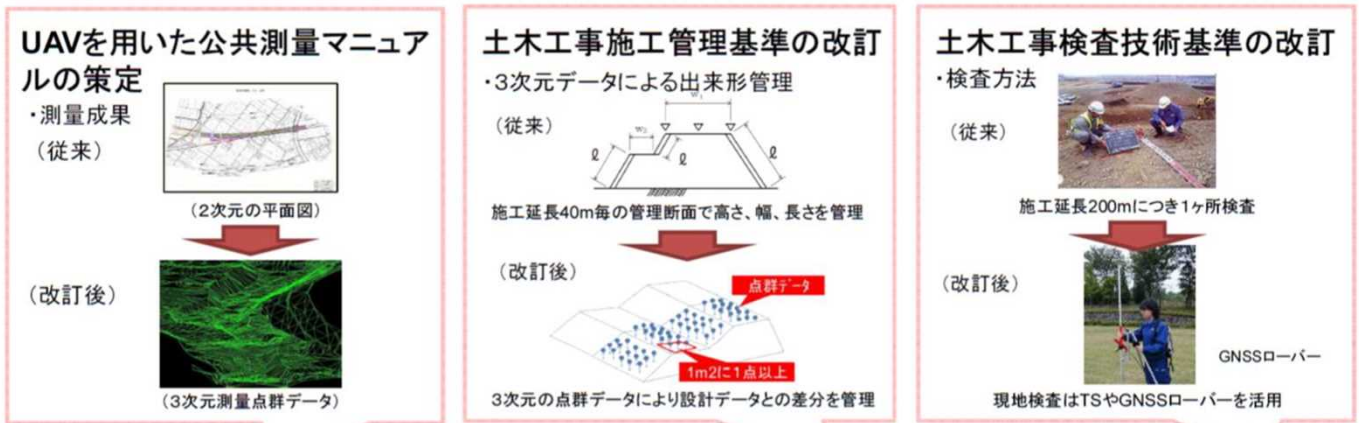 UAVを用いた公共測量マニュア
ルの策定
・測量成果
（従来）
（2次元の平面図）
（改訂後）
（3次元測量点群データ）
土木工事施工管理基準の改訂
・3次元データによる出来形管理
（従来）
w1
w2
ℓ
ℓ
ℓ
施工延長40m毎の管理断面で高さ、幅、長さを管理
（改訂後）
点群データ
1m2に1点以上
3次元の点群データにより設計データとの差分を管理
土木工事検査技術基準の改訂
・検査方法
（従来）
施工延長200mにつき1ヶ所検査
（改訂後）
GNSSローバー
現地検査はTSやGNSSローバーを活用